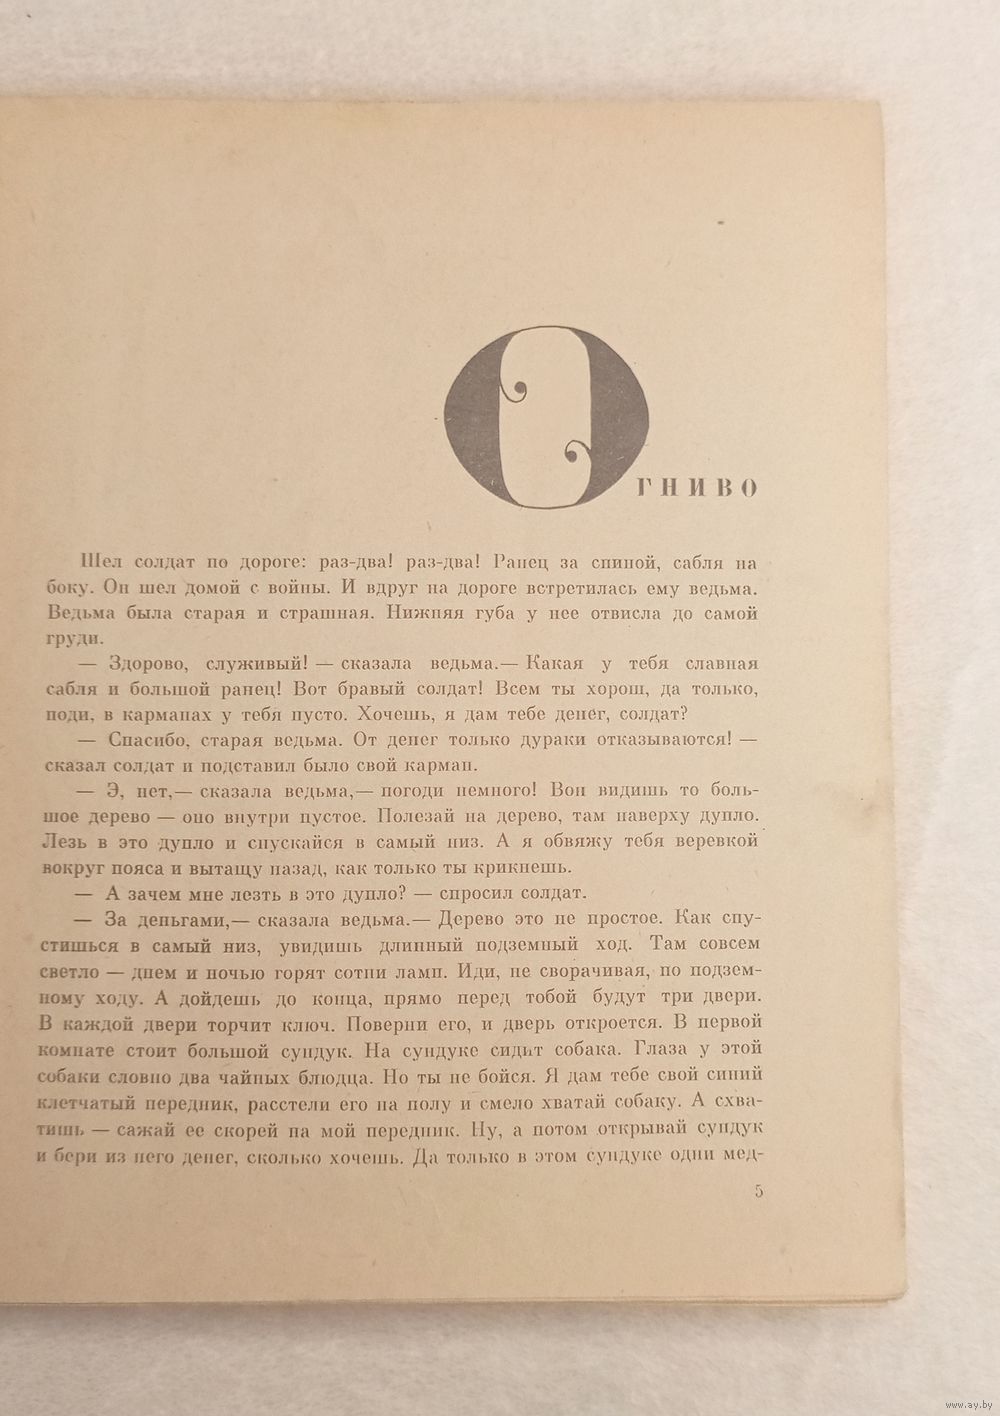 ОГНИВО
Шел солдат по дороге: раз-два! раз-два! Ранец за спиной, сабля на
боку. Он шел домой с войны. И вдруг на дороге встретилась ему ведьма.
Ведьма была старая и страшная. Нижняя губа у нее отвисла до самой
груди.
— Здорово, служивый! — сказала ведьма.— Какая у тебя славная
сабля и большой ранец! Вот бравый солдат! Всем ты хорош, да только,
поди, в карманах у тебя пусто. Хочешь, я дам тебе денег, солдат?
— Спасибо, старая ведьма. От денег только дураки отказываются! —
сказал солдат и подставил было свой карман.
— Э, нет,— сказала ведьма,— погоди немного! Вон видишь то боль-
шое дерево — оно внутри пустое. Полезай на дерево, там наверху дупло.
Лезь в это дупло и спускайся в самый низ. А я обвяжу тебя веревкой
вокруг пояса и вытащу назад, как только ты крикнешь.
— А зачем мне лезть в это дупло? — спросил солдат.
— За деньгами,— сказала ведьма.— Дерево это не простое. Как спу-
стишься в самый низ, увидишь длинный подземный ход. Там совсем
светло — днем и ночью горят сотни ламп. Иди, не сворачивая, по подзем-
ному ходу. А дойдешь до конца, прямо перед тобой будут три двери.
В каждой двери торчит ключ. Поверни его, и дверь откроется. В первой
комнате стоит большой сундук. На сундуке сидит собака. Глаза у этой
собаки словно два чайных блюдца. Но ты не бойся. Я дам тебе свой синий
клетчатый передник, расстели его на полу и смело хватай собаку. А схва-
тишь — сажай ее скорей на мой передник. Ну, а потом открывай сундук
и бери из него денег, сколько хочешь. Да только в этом сундуке одни мед-
5
www.ay.by